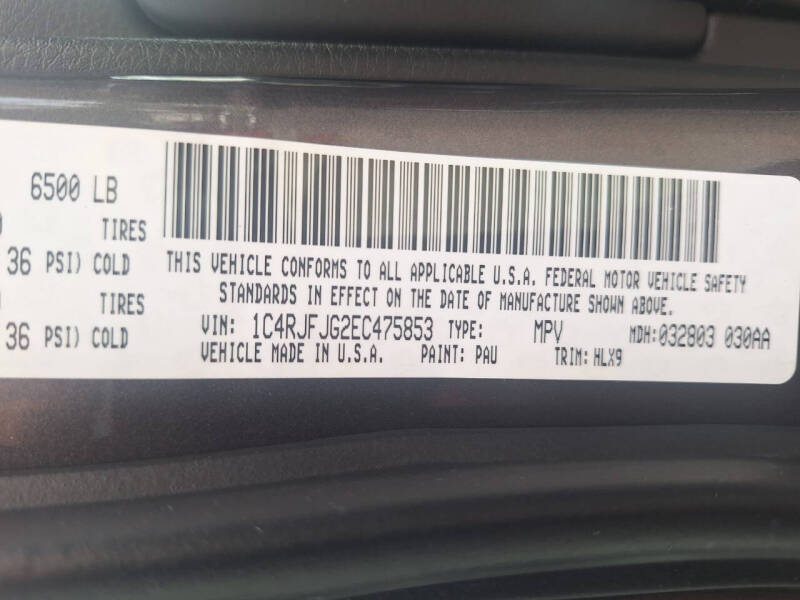 6500 LB
TIRES
36 PSI) COLD
TIRES
36 PSI) COLD
THIS VEHICLE CONFORMS TO ALL APPLICABLE U.S.A. FEDERAL MOTOR VEHICLE SAFETY
STANDARDS IN EFFECT ON THE DATE OF MANUFACTURE SHOWN ABOVE.
VIN: 1C4RJFJG2EC475853 TYPE: MPV MDH:032803 030AA
VEHICLE MADE IN U.S.A. PAINT: PAU TRIM: HLX9